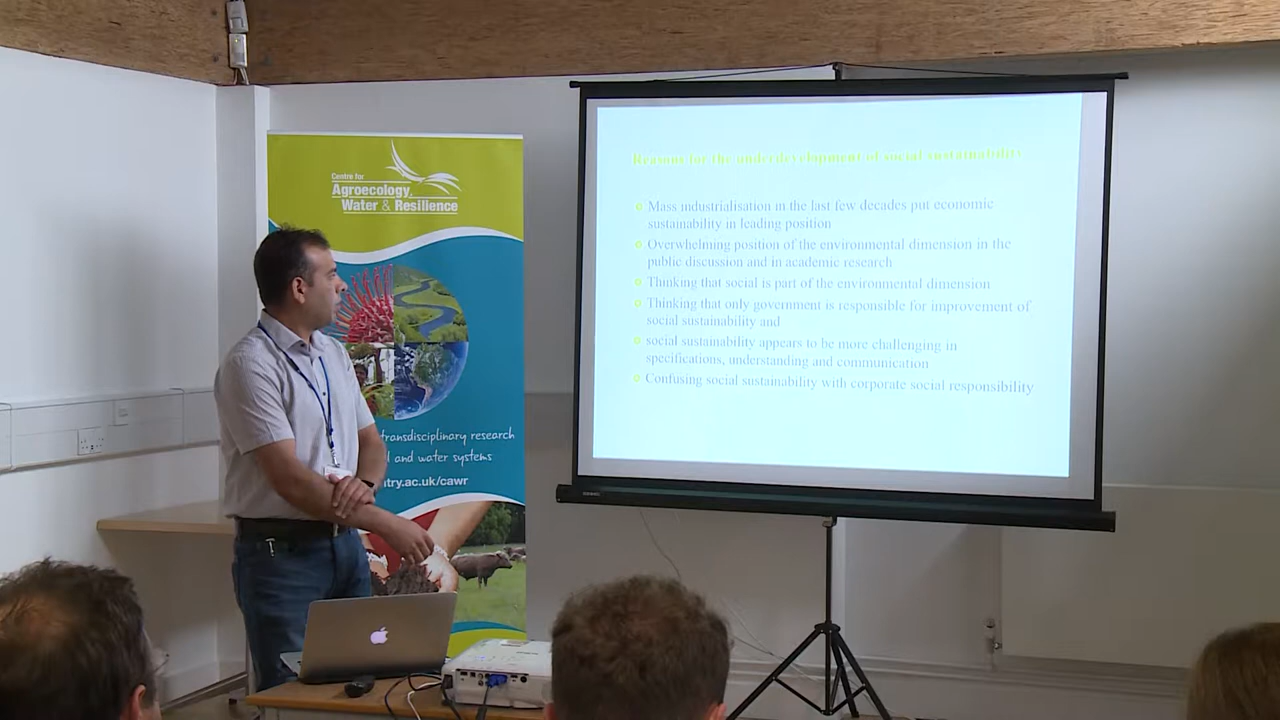 Centre for
Agroecology,
Water & Resilience
transdisciplinary research
and water systems
ntry.ac.uk/cawr
Reasons for the underdevelopment of social sustainability
Mass industrialisation in the last few decades put economic
sustainability in leading position
Overwhelming position of the environmental dimension in the
public discussion and in academic research
Thinking that social is part of the environmental dimension
Thinking that only government is responsible for improvement of
social sustainability and
social sustainability appears to be more challenging in
specifications, understanding and communication
Confusing social sustainability with corporate social responsibility